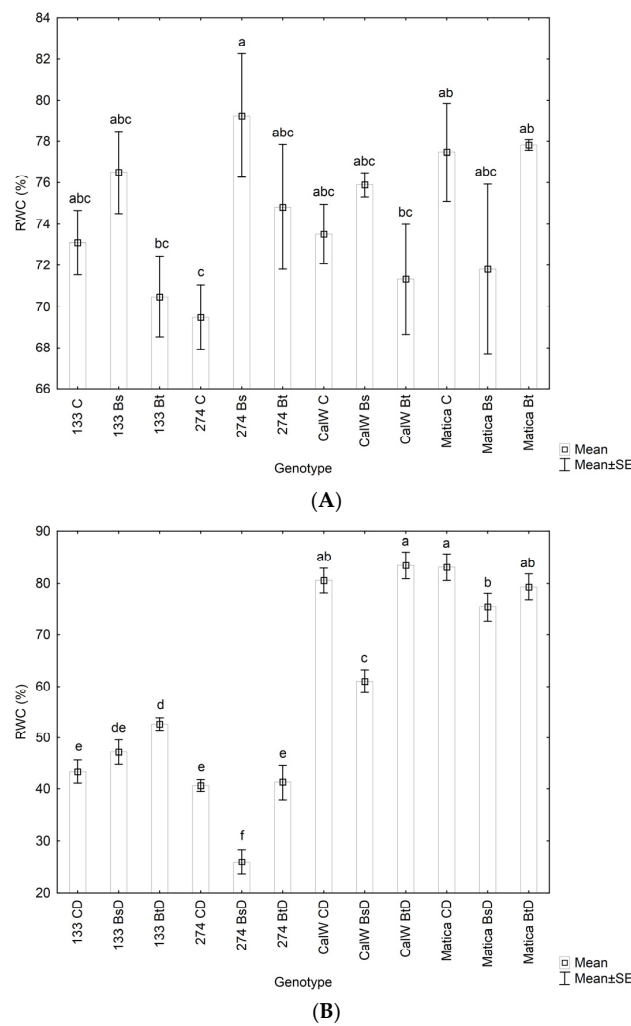 84
82
80
78
76
74
72
70
68
66
RWC (%)
abc
abc
bc
c
a
abc
abc
abc
bc
ab
abc
ab
133 C
133 Bs
133 Bt
274 C
274 Bs
274 Bt
CalW C
CalW Bs
CalW Bt
Matica C
Matica Bs
Matica Bt
Genotype
Mean
Mean±SE
(A)
90
80
70
60
50
40
30
20
RWC (%)
e
de
d
e
f
e
ab
c
a
a
b
ab
133 CD
133 BsD
133 BtD
274 CD
274 BsD
274 BtD
CalW CD
CalW BsD
CalW BtD
Matica CD
Matica BsD
Matica BtD
Genotype
Mean
Mean±SE
(B)